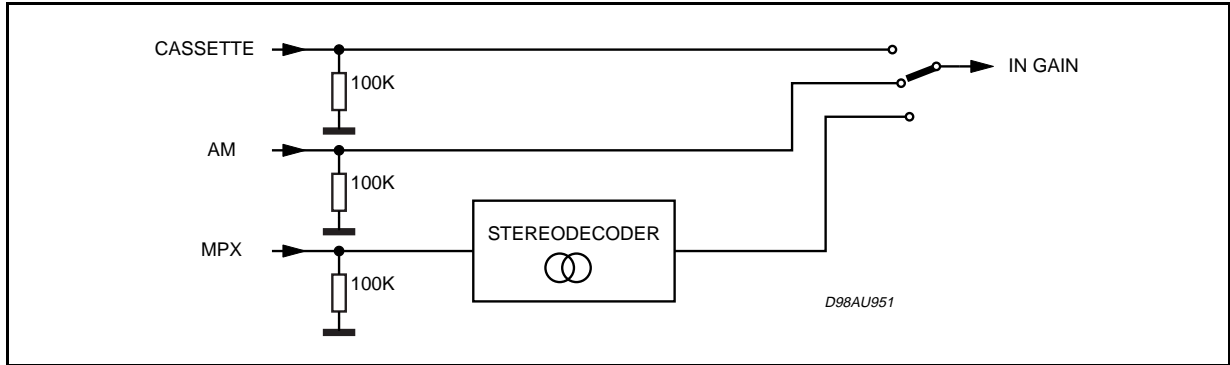 CASSETTE
IN GAIN
100K
AM
100K
STEREODECODER
MPX
100K
D98AU951